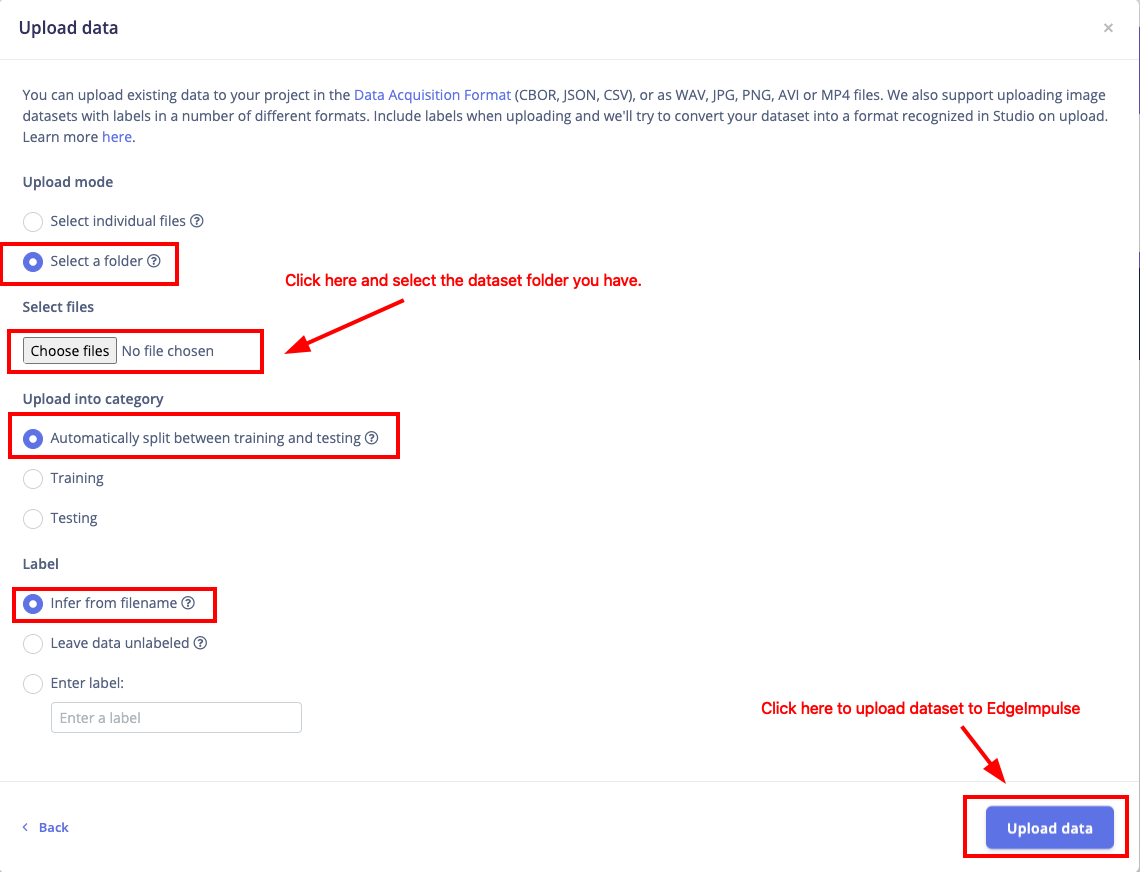 Upload data
×
You can upload existing data to your project in the Data Acquisition Format (CBOR, JSON, CSV), or as WAV, JPG, PNG, AVI or MP4 files. We also support uploading image
datasets with labels in a number of different formats. Include labels when uploading and we'll try to convert your dataset into a format recognized in Studio on upload.
Learn more here.
Upload mode
Select individual files ?
Select a folder ?
Click here and select the dataset folder you have.
Select files
Choose files No file chosen
Upload into category
Automatically split between training and testing ?
Training
Testing
Label
Infer from filename ?
Leave data unlabeled ?
Enter label:
Enter a label
Click here to upload dataset to EdgeImpulse
Back
Upload data